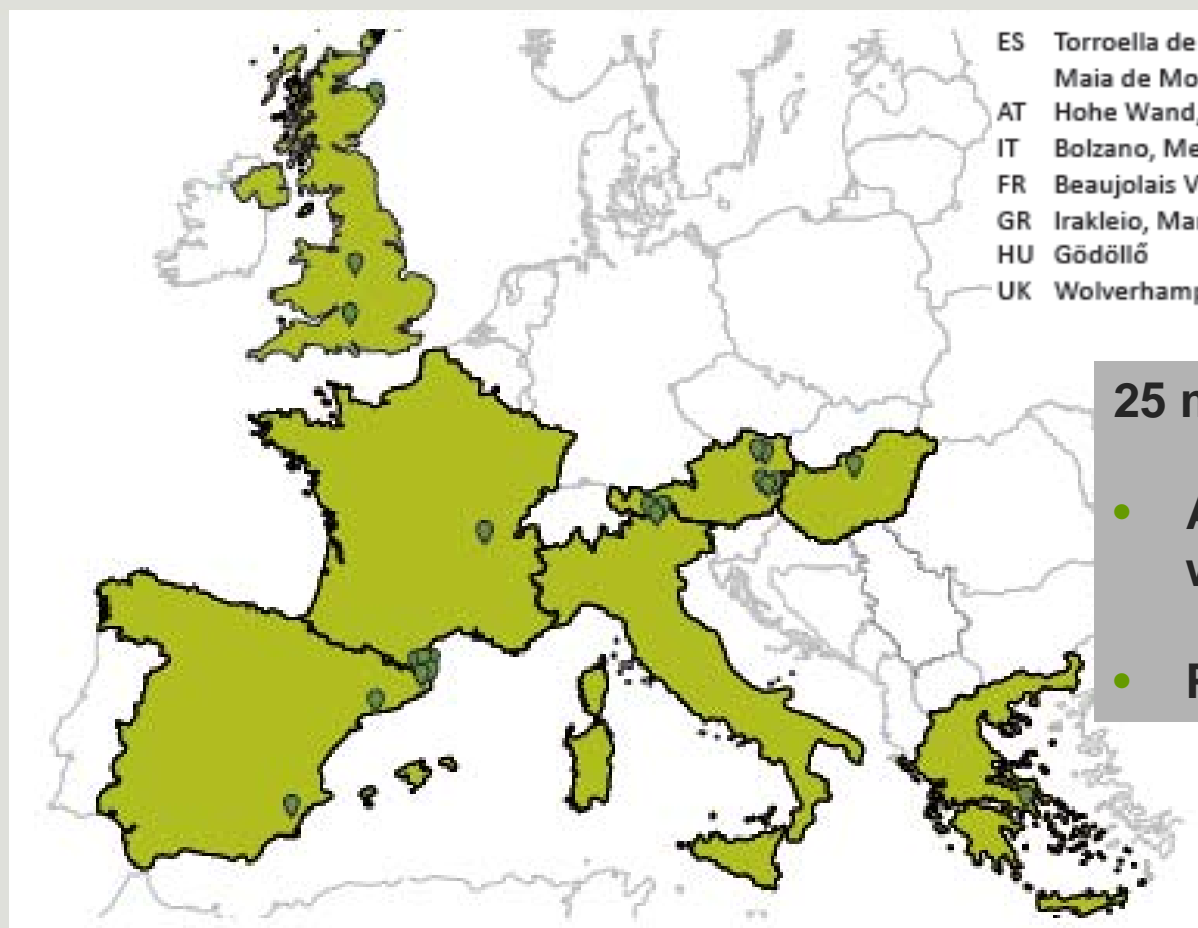 ES Torroella de
Maia de Mo
AT Hohe Wand,
IT Bolzano, Me
FR Beaujolais V
GR Irakleio, Mar
HU Gödöllő
UK Wolverhamp
25
•
•